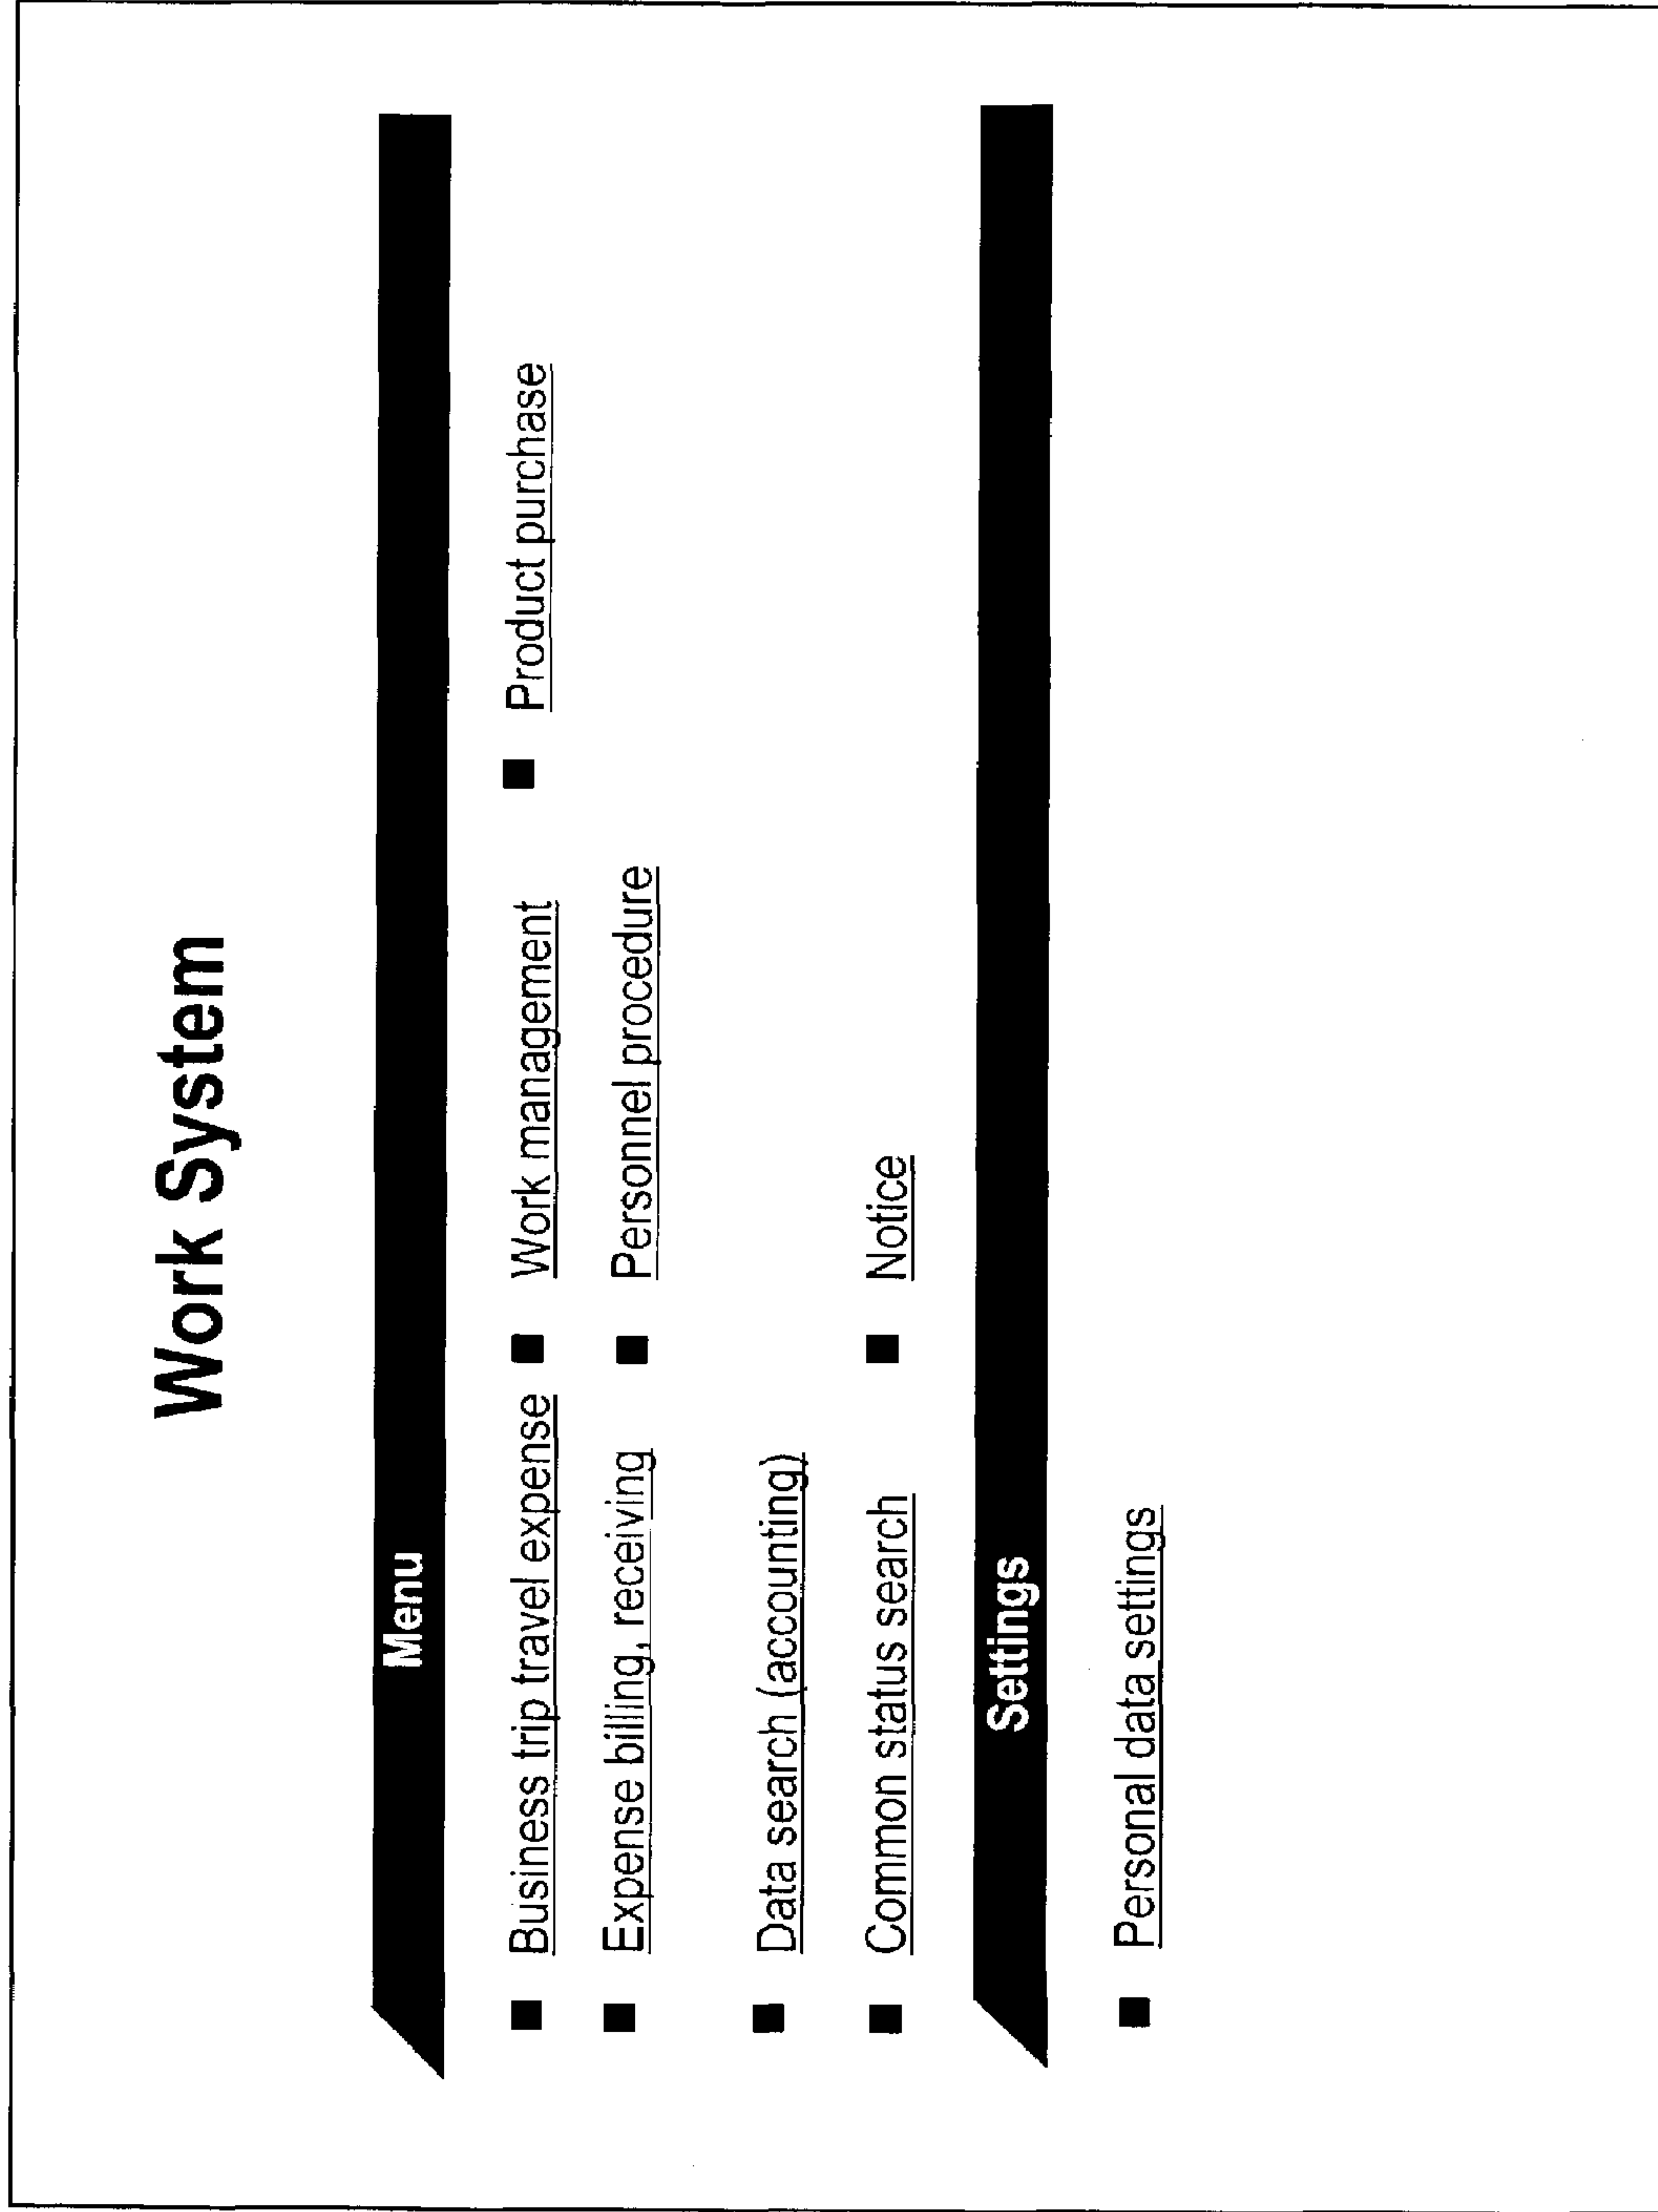 Work System
Menu
■ Business trip travel expense ■ Work management ■ Product purchase
■ Expense billing, receiving ■ Personnel procedure
■ Data search (accounting)
■ Common status search ■ Notice
Settings
■ Personal data settings